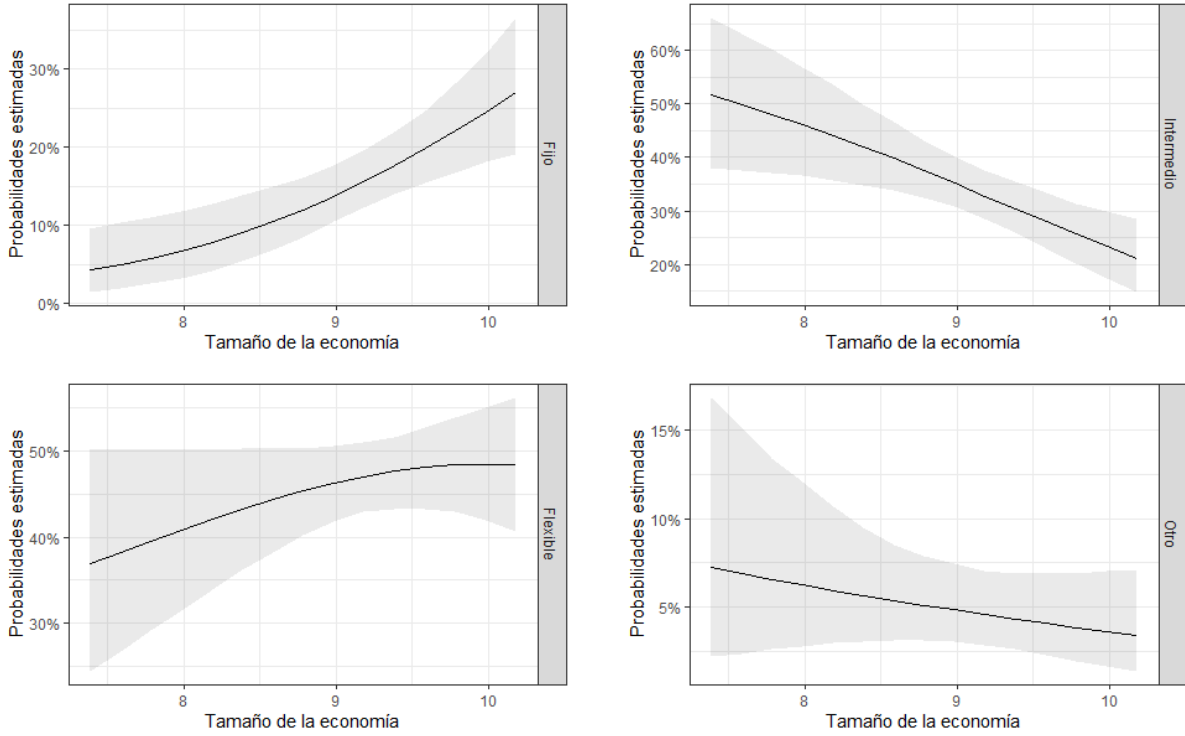 Probabilidades estimadas
30%
20%
10%
0%
8
9
10
Tamaño de la economía
Fijo
Probabilidades estimadas
60%
50%
40%
30%
20%
8
9
10
Tamaño de la economía
Intermedio
Probabilidades estimadas
50%
40%
30%
8
9
10
Tamaño de la economía
Flexible
Probabilidades estimadas
15%
10%
5%
8
9
10
Tamaño de la economía
Otro